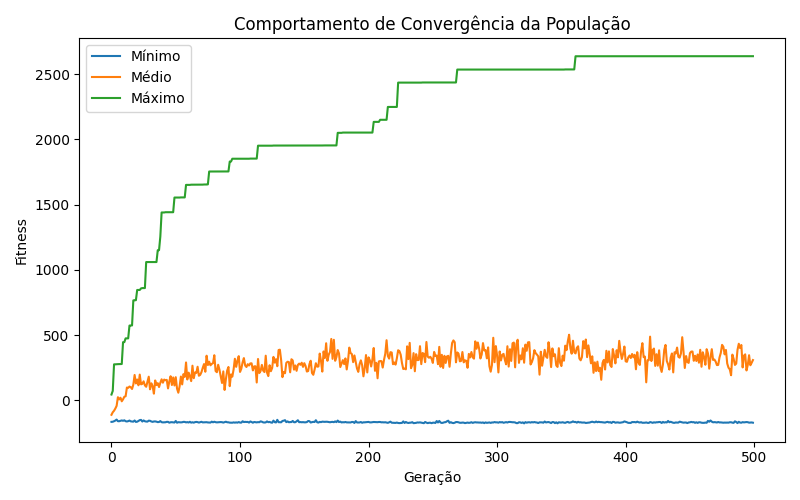 Comportamento de Convergência da População
Mínimo
Médio
Máximo
Fitness
2500
2000
1500
1000
500
0
0 100 200 300 400 500
Geração